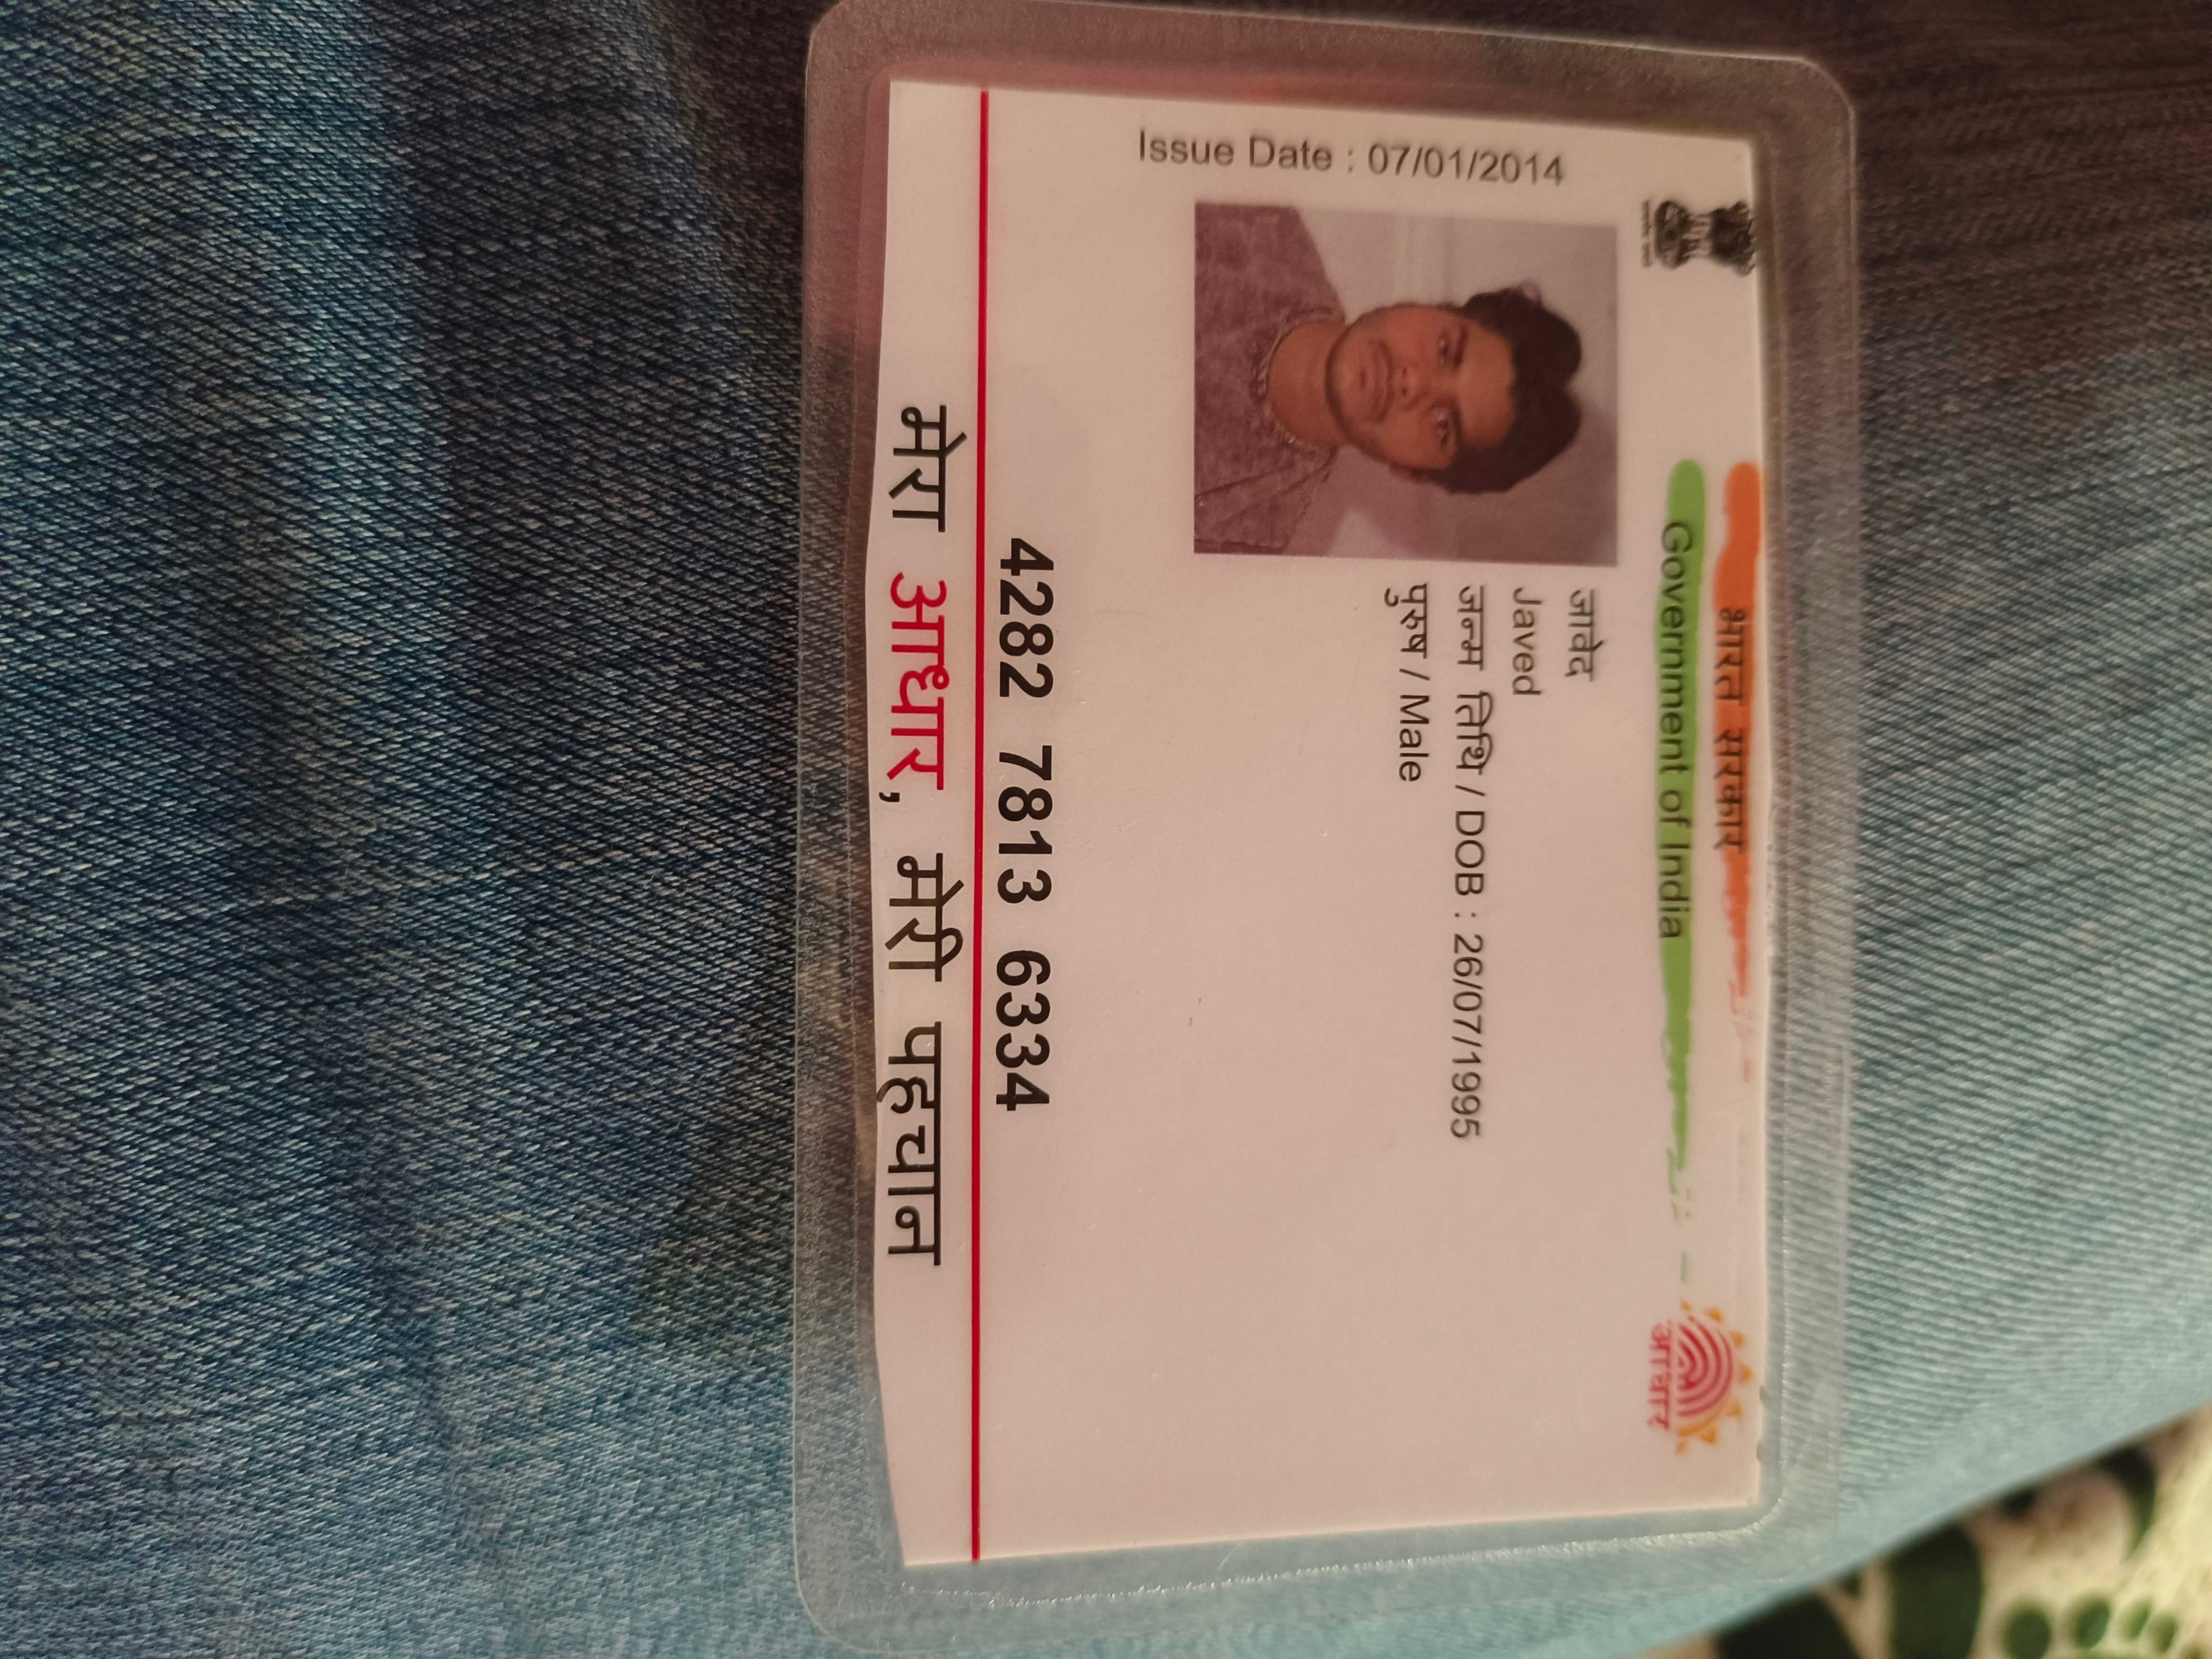 भारत सरकार
Government of India
Issue Date : 07/01/2014
जावेद
Javed
जन्म तिथि / DOB : 26/07/1995
पुरुष / Male
आधार
4282 7813 6334
मेरा आधार, मेरी पहचान